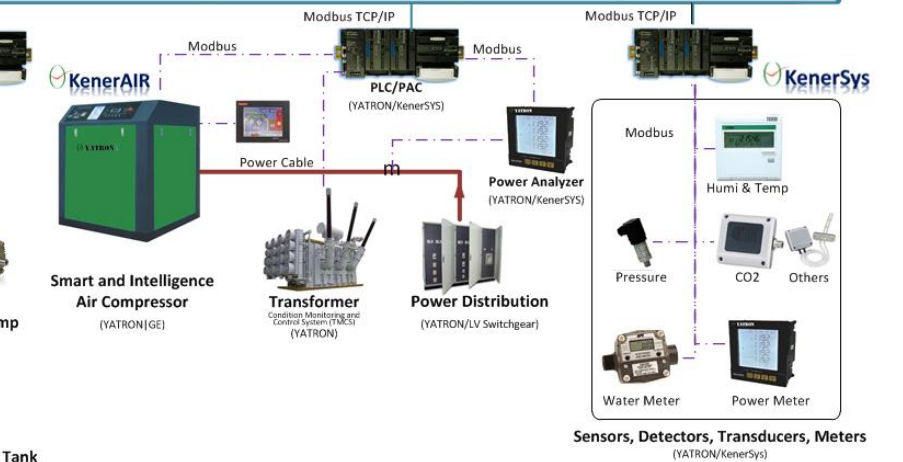 Modbus TCP/IP
Modbus TCP/IP
Modbus
Modbus
KenerAIR
PLC/PAC
(YATRON/KenerSYS)
KenerSys
YATRON
YATRON
Modbus
Power Cable
m
Power Analyzer
(YATRON/KenerSYS)
Humi & Temp
Smart and Intelligence
Air Compressor
(YATRON|GE)
Transformer
Condition Monitoring and
Control System (TMCS)
(YATRON)
Power Distribution
(YATRON/LV Switchgear)
Pressure
CO2
Others
mp
YATRON
Water Meter
Power Meter
Sensors, Detectors, Transducers, Meters
(YATRON/KenerSys)
Tank